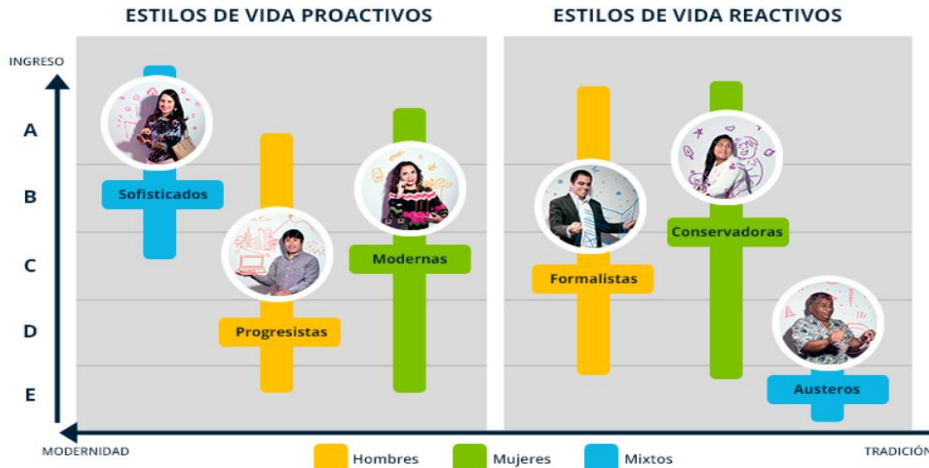 ESTILOS DE VIDA PROACTIVOS
ESTILOS DE VIDA REACTIVOS
INGRESO
A
B
C
D
E
Sofisticados
Progresistas
Modernas
Formalistas
Conservadoras
Austeros
MODERNIDAD
TRADICIÓN
Hombres
Mujeres
Mixtos